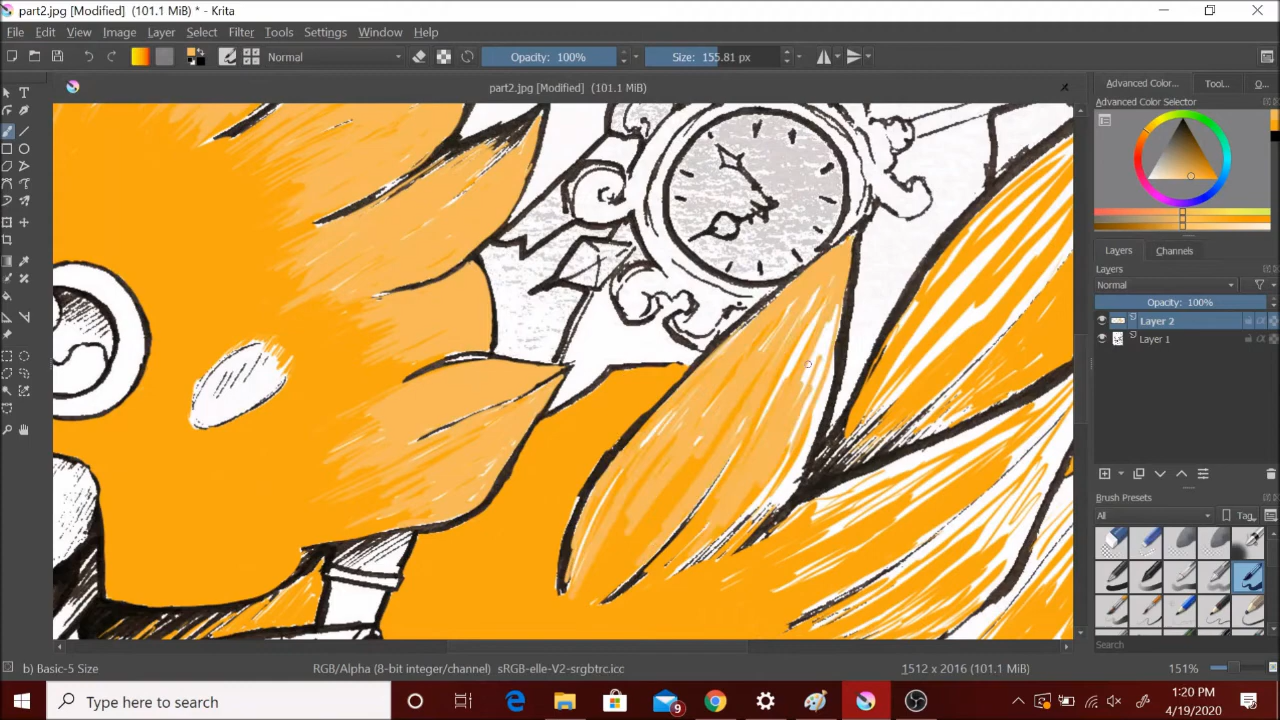 part2.jpg [Modified] (101.1 MiB) * - Krita
File Edit View Image Layer Select Filter Tools Settings Window Help
Normal Opacity: 100% Size: 155.81 px
part2.jpg [Modified] (101.1 MiB)
Advanced Color... Tool... O...
Advanced Color Selector
Layers Channels
Layers
Normal
Opacity: 100%
Layer 2
Layer 1
Brush Presets
All Tag
Search
b) Basic-5 Size RGB/Alpha (8-bit integer/channel) sRGB-elle-V2-srgbtrc.icc 1512 x 2016 (101.1 MiB) 151%
Type here to search 9 1:20 PM
4/19/2020